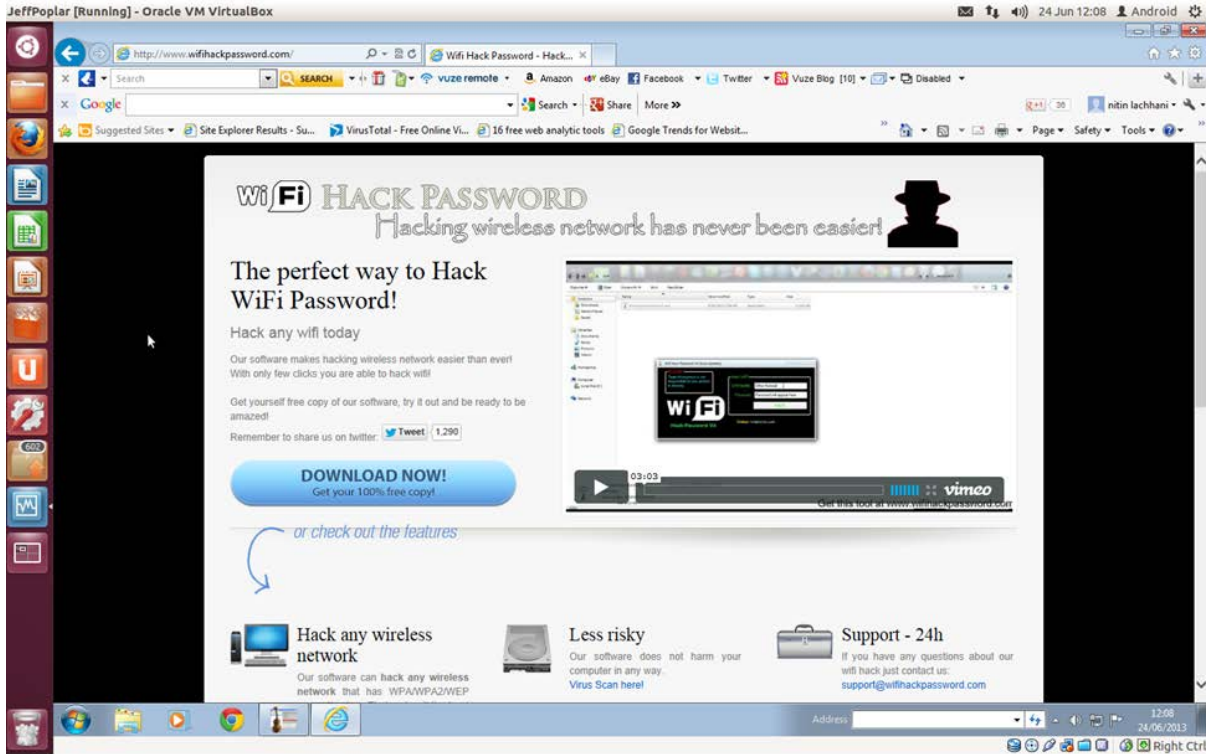 JeffPoplar [Running] - Oracle VM VirtualBox
24 Jun 12:08 Android
http://www.wifihackpassword.com/
Wifi Hack Password - Hack...
Search
SEARCH
vuze remote
Amazon
eBay
Facebook
Twitter
Vuze Blog [10]
Disabled
Google
Search
Share
More »
nitin lachhani
Suggested Sites
Site Explorer Results - Su...
VirusTotal - Free Online Vi...
16 free web analytic tools
Google Trends for Websit...
Page
Safety
Tools
WiFi HACK PASSWORD
Hacking wireless network has never been easier!
The perfect way to Hack
WiFi Password!
Hack any wifi today
Our software makes hacking wireless network easier than ever!
With only few clicks you are able to hack wifi!
Get yourself free copy of our software, try it out and be ready to be
amazed!
Remember to share us on twitter: Tweet 1,290
DOWNLOAD NOW!
Get your 100% free copy!
WiFi
03:03
vimeo
Get this tool at www.wifihackpassword.com
or check out the features
Hack any wireless
network
Our software can hack any wireless
network that has WPA/WPA2/WEP
Less risky
Our software does not harm your
computer in any way.
Virus Scan here!
Support - 24h
If you have any questions about our
wifi hack just contact us:
support@wifihackpassword.com
602
Address
12:08
24/06/2013
Right Ctrl